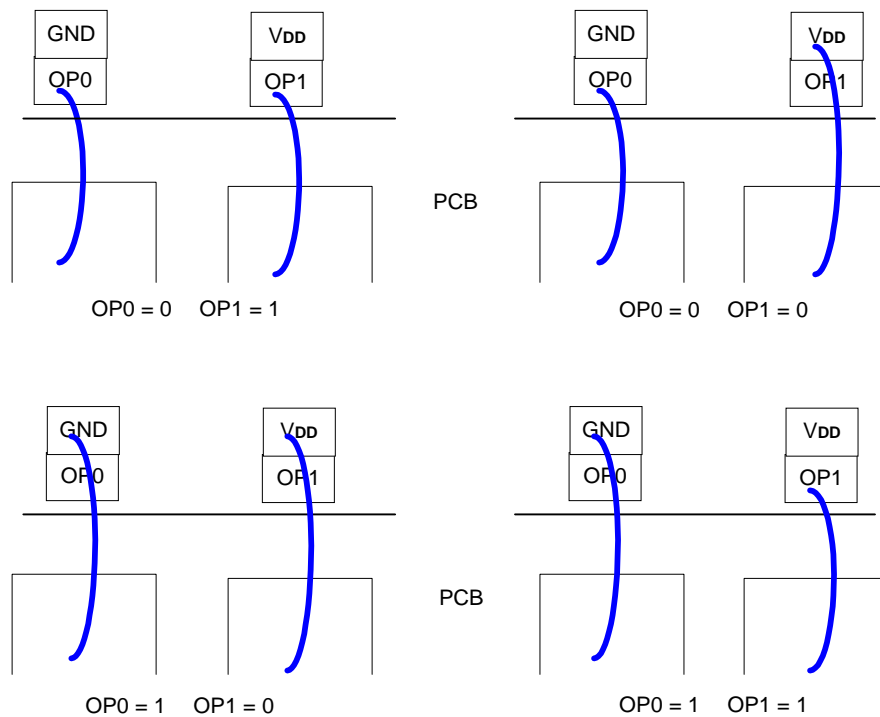 GND VDD GND VDD
OP0 OP1 OP0 OP1
PCB
OP0 = 0 OP1 = 1 OP0 = 0 OP1 = 0
GND VDD GND VDD
OP0 OP1 OP0 OP1
PCB
OP0 = 1 OP1 = 0 OP0 = 1 OP1 = 1